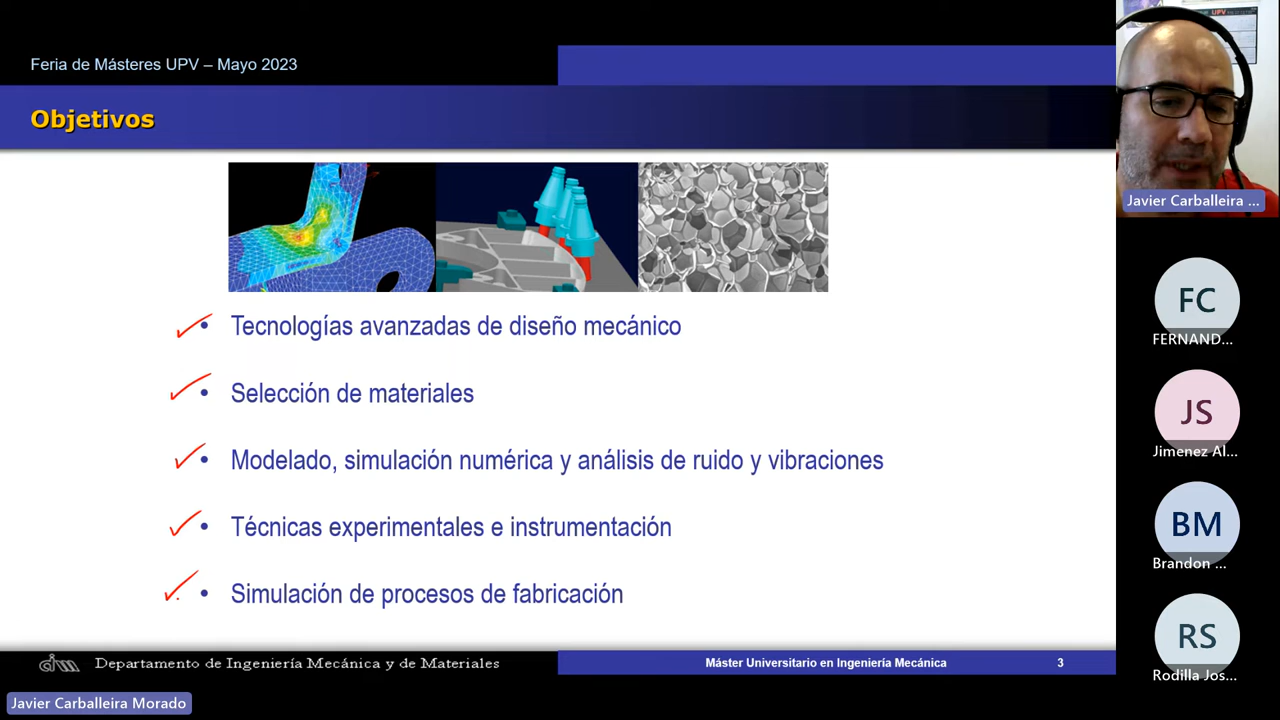 Feria de Másteres UPV – Mayo 2023
Objetivos
• Tecnologías avanzadas de diseño mecánico
• Selección de materiales
• Modelado, simulación numérica y análisis de ruido y vibraciones
• Técnicas experimentales e instrumentación
• Simulación de procesos de fabricación
Departamento de Ingeniería Mecánica y de Materiales
Máster Universitario en Ingeniería Mecánica
3
Javier Carballeira Morado
UPV
Javier Carballeira ...
FC
FERNAND...
JS
Jimenez Al...
BM
Brandon ...
RS
Rodilla Jos...